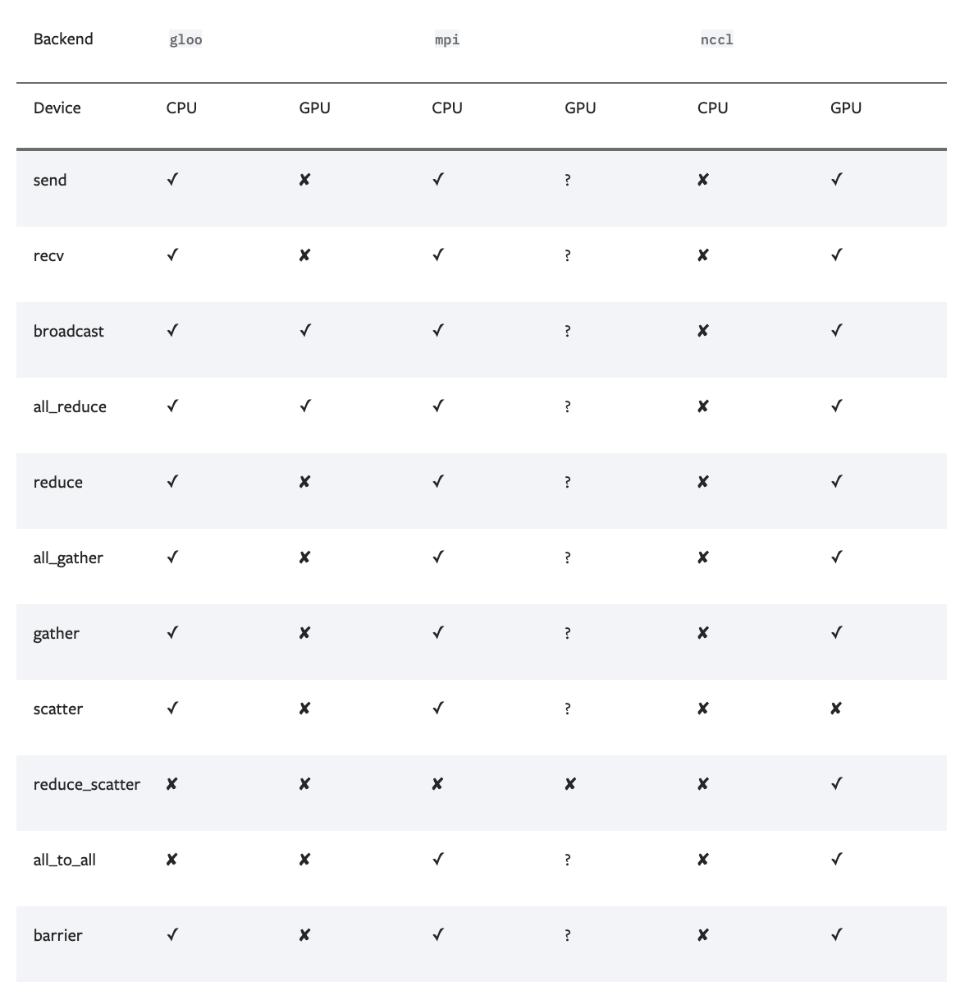 Backend gloo mpi nccl
Device CPU GPU CPU GPU CPU GPU
send ✓ ✘ ✓ ? ✘ ✓
recv ✓ ✘ ✓ ? ✘ ✓
broadcast ✓ ✓ ✓ ? ✘ ✓
all_reduce ✓ ✓ ✓ ? ✘ ✓
reduce ✓ ✘ ✓ ? ✘ ✓
all_gather ✓ ✘ ✓ ? ✘ ✓
gather ✓ ✘ ✓ ? ✘ ✓
scatter ✓ ✘ ✓ ? ✘ ✘
reduce_scatter ✘ ✘ ✘ ✘ ✘ ✓
all_to_all ✘ ✘ ✓ ? ✘ ✓
barrier ✓ ✘ ✓ ? ✘ ✓